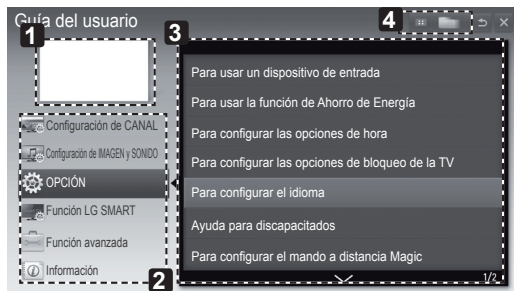 Guía del usuario
1
3
4
Configuración de CANAL
Configuración de IMAGEN y SONIDO
OPCIÓN
Función LG SMART
Función avanzada
Información
2
Para usar un dispositivo de entrada
Para usar la función de Ahorro de Energía
Para configurar las opciones de hora
Para configurar las opciones de bloqueo de la TV
Para configurar el idioma
Ayuda para discapacitados
Para configurar el mando a distancia Magic
1/2